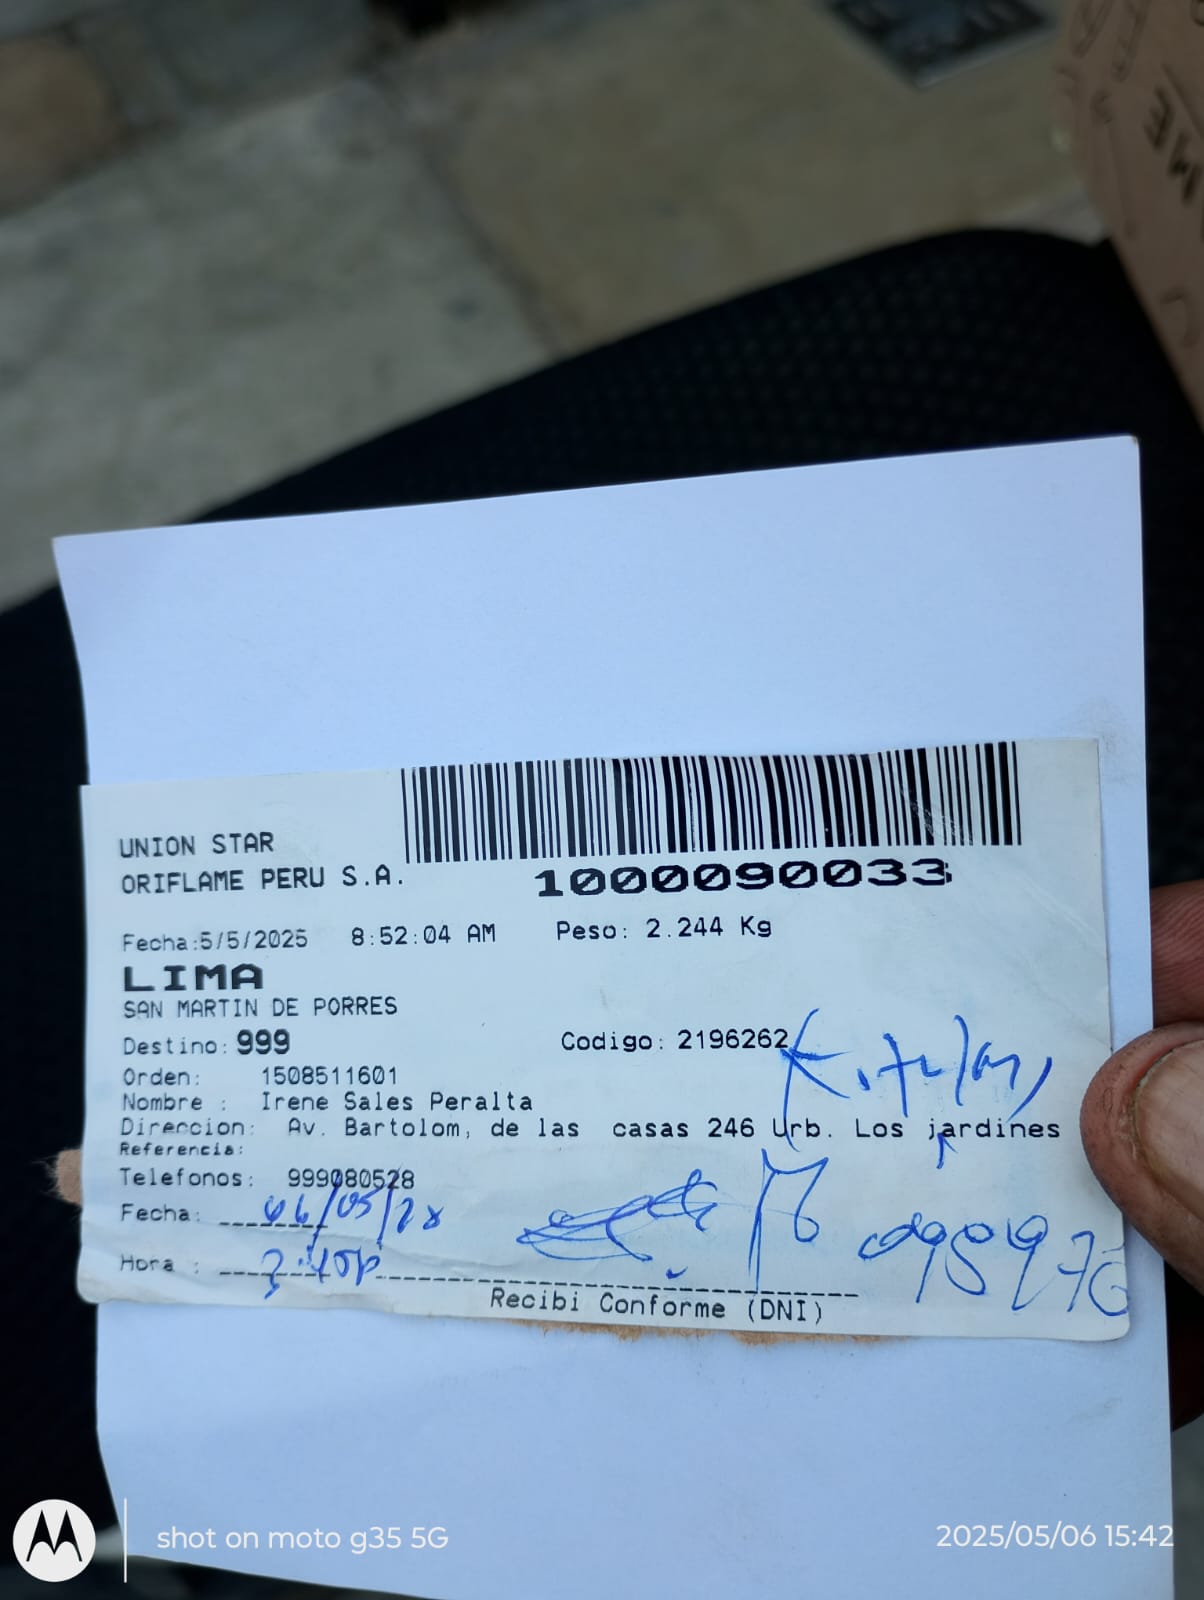 ME
UNION STAR
ORIFLAME PERU S.A.
1000090033
Fecha:5/5/2025 8:52:04 AM Peso: 2.244 Kg
LIMA
SAN MARTIN DE PORRES
Destino: 999 Codigo: 2196262
Orden: 1508511601
Nombre : Irene Sales Peralta
Direccion: Av. Bartolom, de las casas 246 Urb. Los jardines
Referencia:
Telefonos: 999080528
Fecha:
Hora : 3:40p
Recibi Conforme (DNI)
shot on moto g35 5G
2025/05/06 15:42